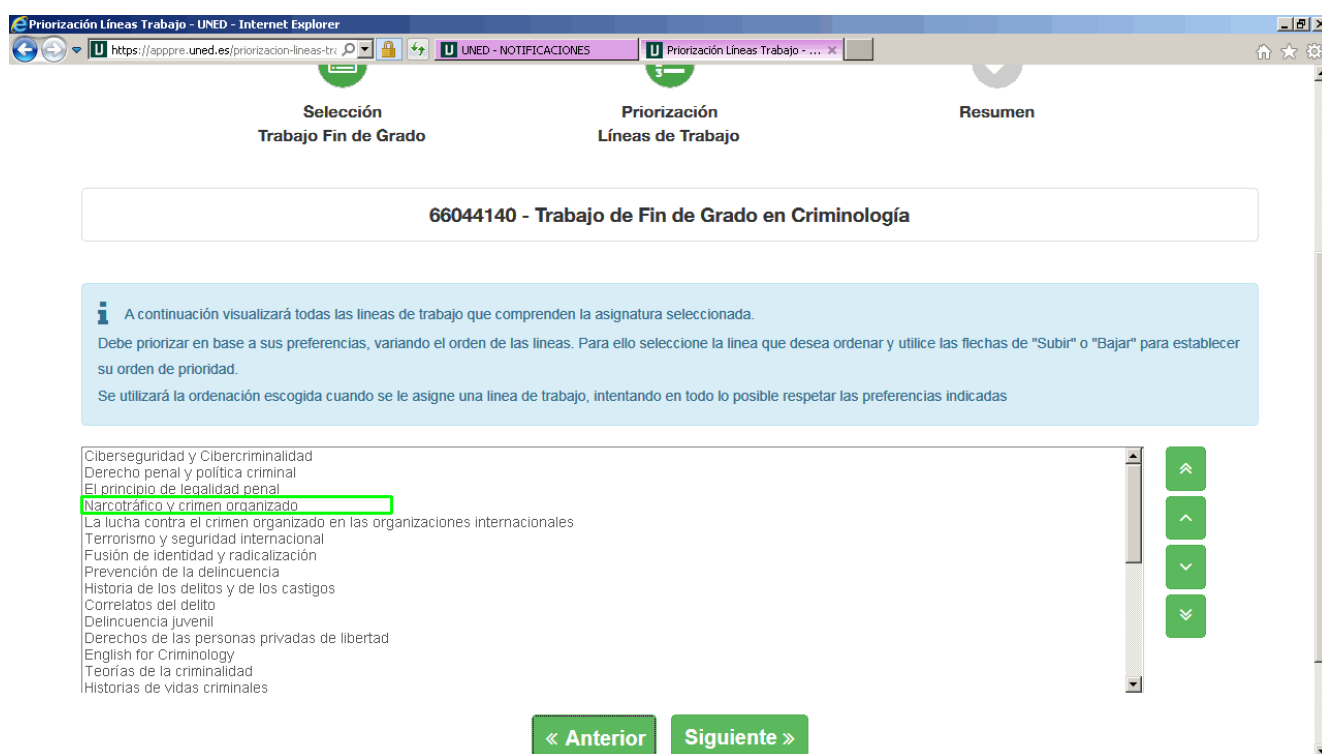 Priorización Líneas Trabajo - UNED - Internet Explorer
https://apppre.uned.es/priorizacion-lineas-tra
UNED - NOTIFICACIONES
Priorización Líneas Trabajo - ...
Selección
Trabajo Fin de Grado
Priorización
Líneas de Trabajo
Resumen
66044140 - Trabajo de Fin de Grado en Criminología
A continuación visualizará todas las lineas de trabajo que comprenden la asignatura seleccionada.
Debe priorizar en base a sus preferencias, variando el orden de las lineas. Para ello seleccione la linea que desea ordenar y utilice las flechas de "Subir" o "Bajar" para establecer
su orden de prioridad.
Se utilizará la ordenación escogida cuando se le asigne una linea de trabajo, intentando en todo lo posible respetar las preferencias indicadas
Ciberseguridad y Cibercriminalidad
Derecho penal y política criminal
El principio de legalidad penal
Narcotráfico y crimen organizado
La lucha contra el crimen organizado en las organizaciones internacionales
Terrorismo y seguridad internacional
Fusión de identidad y radicalización
Prevención de la delincuencia
Historia de los delitos y de los castigos
Correlatos del delito
Delincuencia juvenil
Derechos de las personas privadas de libertad
English for Criminology
Teorías de la criminalidad
Historias de vidas criminales
« Anterior
Siguiente »